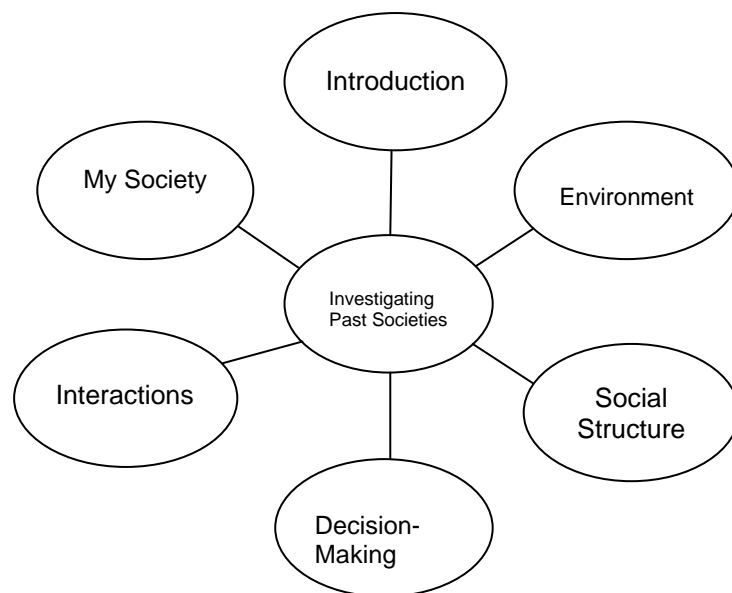 Introduction
My Society
Environment
Investigating
Past Societies
Interactions
Social
Structure
Decision-
Making